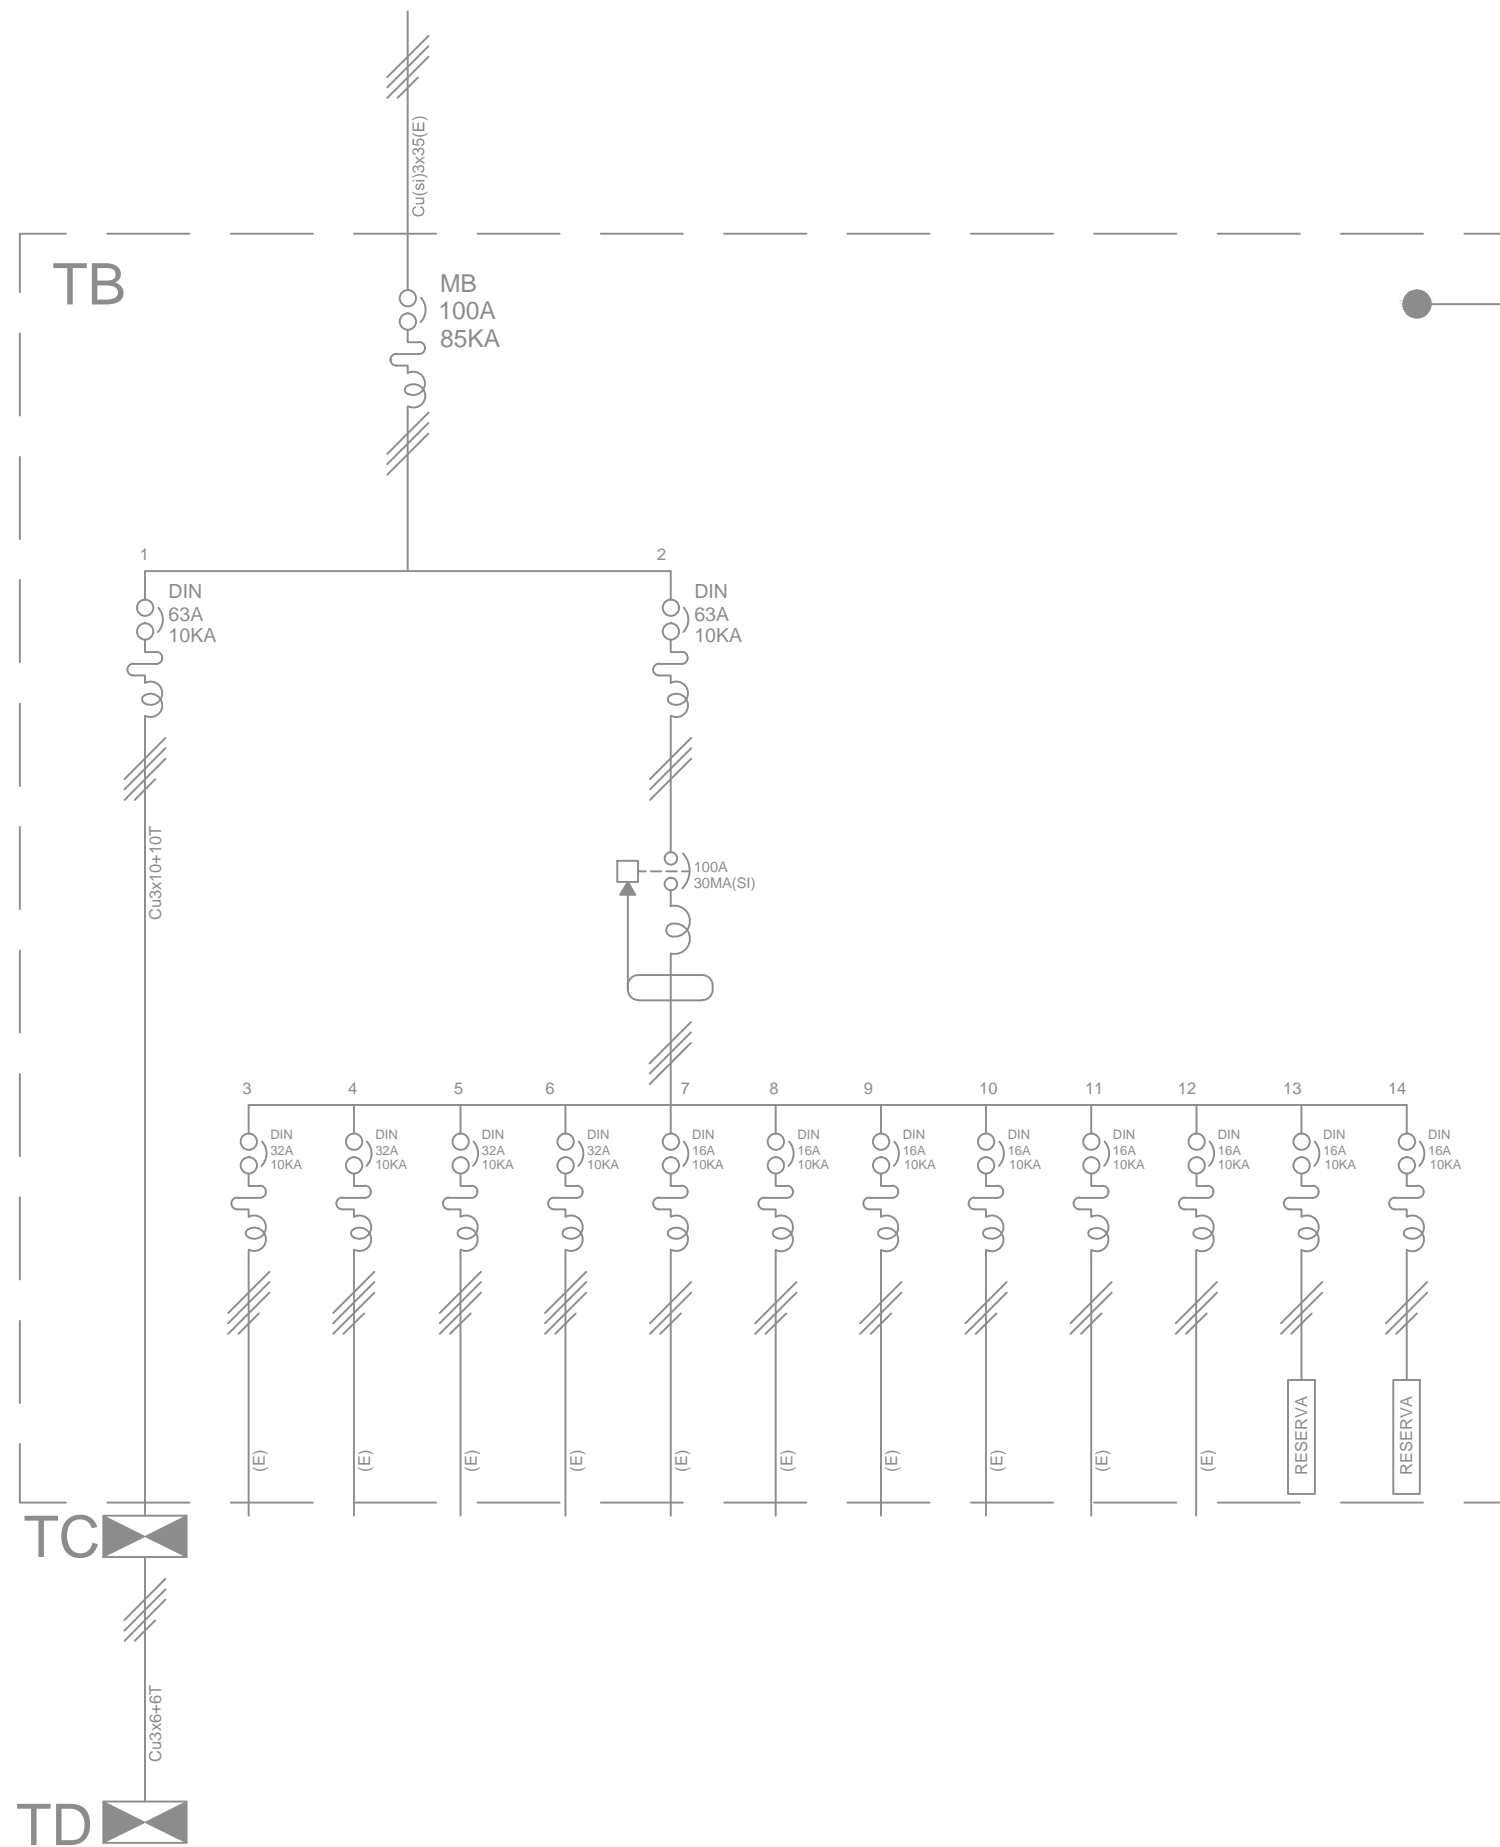 Cu(si)3x35(E)
TB
MB
100A
85KA
1
2
DIN
63A
10KA
DIN
63A
10KA
Cu3x10+10T
100A
30MA(SI)
3
4
5
6
7
8
9
10
11
12
13
14
DIN
32A
10KA
DIN
32A
10KA
DIN
32A
10KA
DIN
32A
10KA
DIN
16A
10KA
DIN
16A
10KA
DIN
16A
10KA
DIN
16A
10KA
DIN
16A
10KA
DIN
16A
10KA
DIN
16A
10KA
DIN
16A
10KA
(E)
(E)
(E)
(E)
(E)
(E)
(E)
(E)
(E)
(E)
RESERVA
RESERVA
TC
Cu3x6+6T
TD